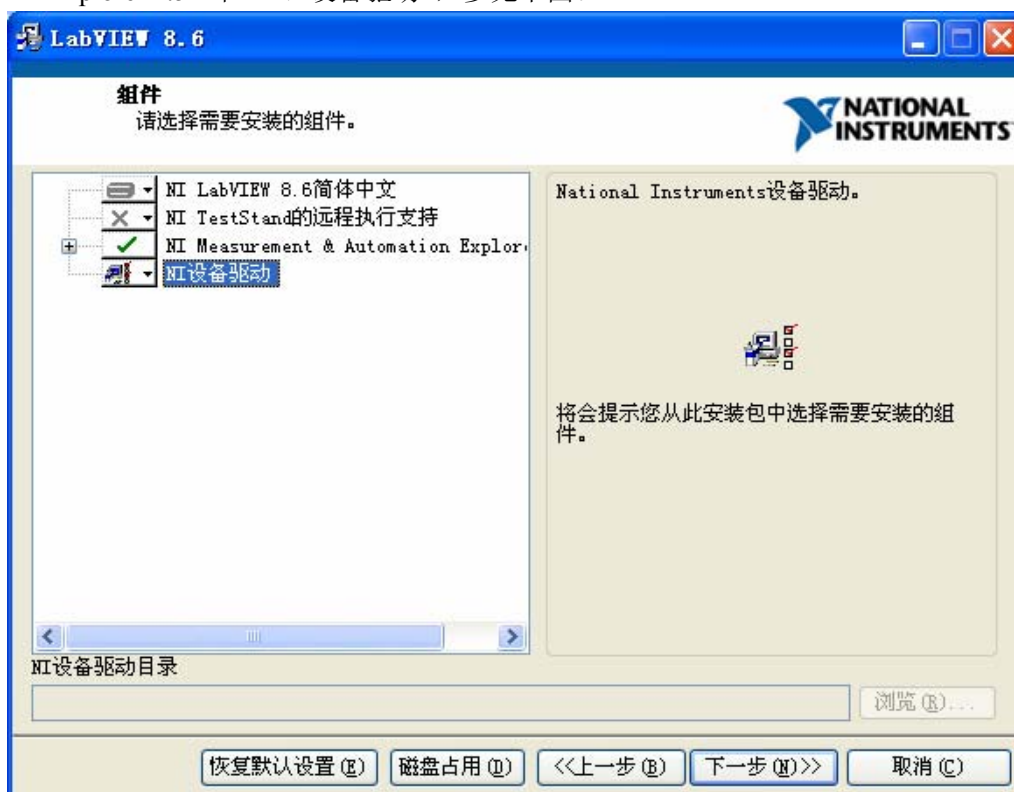 LabVIEW 8.6
组件
请选择需要安装的组件。
NATIONAL
INSTRUMENTS
NI LabVIEW 8.6简体中文
NI TestStand的远程执行支持
NI Measurement & Automation Explor
NI设备驱动
National Instruments设备驱动。
将会提示您从此安装包中选择需要安装的组
件。
NI设备驱动目录
浏览(R)...
恢复默认设置(E)
磁盘占用(D)
<<上一步(B)
下一步(N)>>
取消(C)